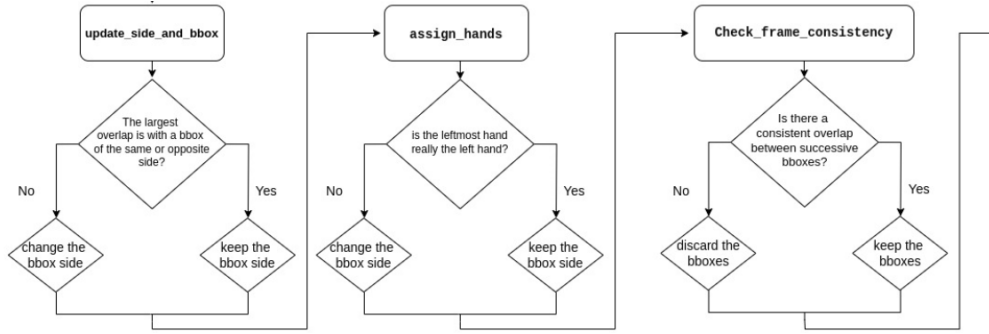 update_side_and_bbox
The largest
overlap is with a bbox
of the same or opposite
side?
No
Yes
change the
bbox side
keep the
bbox side
assign_hands
is the leftmost hand
really the left hand?
No
Yes
change the
bbox side
keep the
bbox side
Check_frame_consistency
Is there a
consistent overlap
between successive
bboxes?
No
Yes
discard the
bboxes
keep the
bboxes